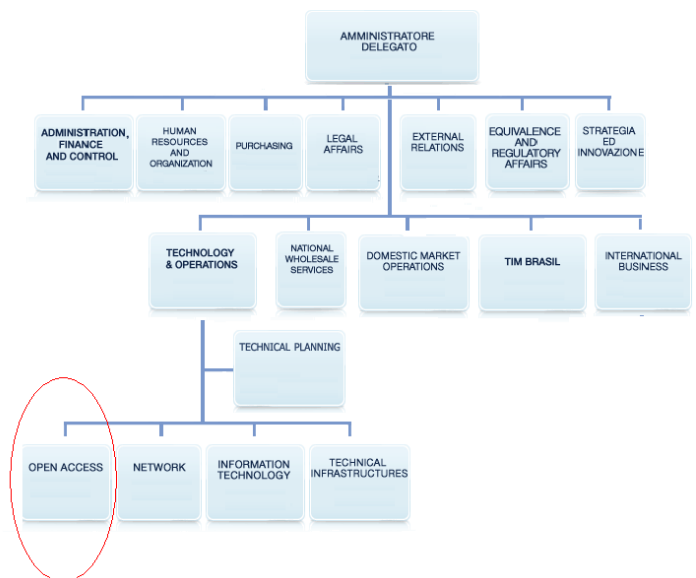 AMMINISTRATORE
DELEGATO
ADMINISTRATION,
FINANCE
AND CONTROL
HUMAN
RESOURCES
AND
ORGANIZATION
PURCHASING
LEGAL
AFFAIRS
EXTERNAL
RELATIONS
EQUIVALENCE
AND
REGULATORY
AFFAIRS
STRATEGIA
ED
INNOVAZIONE
TECHNOLOGY
& OPERATIONS
NATIONAL
WHOLESALE
SERVICES
DOMESTIC MARKET
OPERATIONS
TIM BRASIL
INTERNATIONAL
BUSINESS
TECHNICAL PLANNING
OPEN ACCESS
NETWORK
INFORMATION
TECHNOLOGY
TECHNICAL
INFRASTRUCTURES